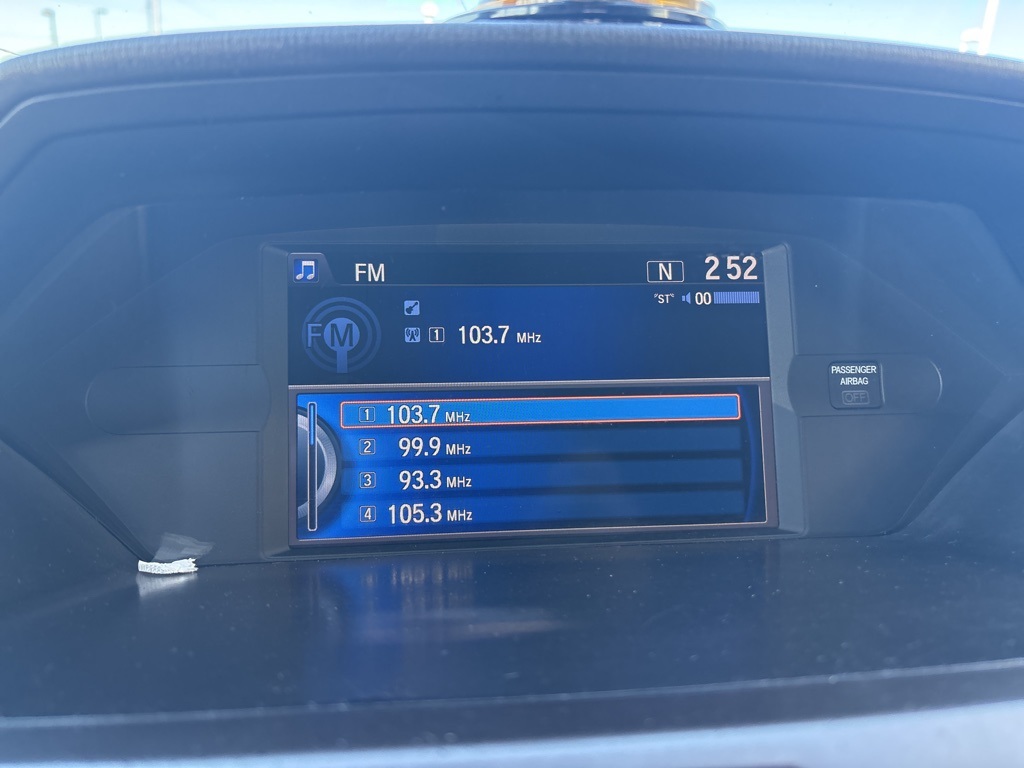 FM N 2 52
ST 00
FM
1 103.7 MHz
1 103.7 MHz
2 99.9 MHz
3 93.3 MHz
4 105.3 MHz
PASSENGER
AIRBAG
OFF